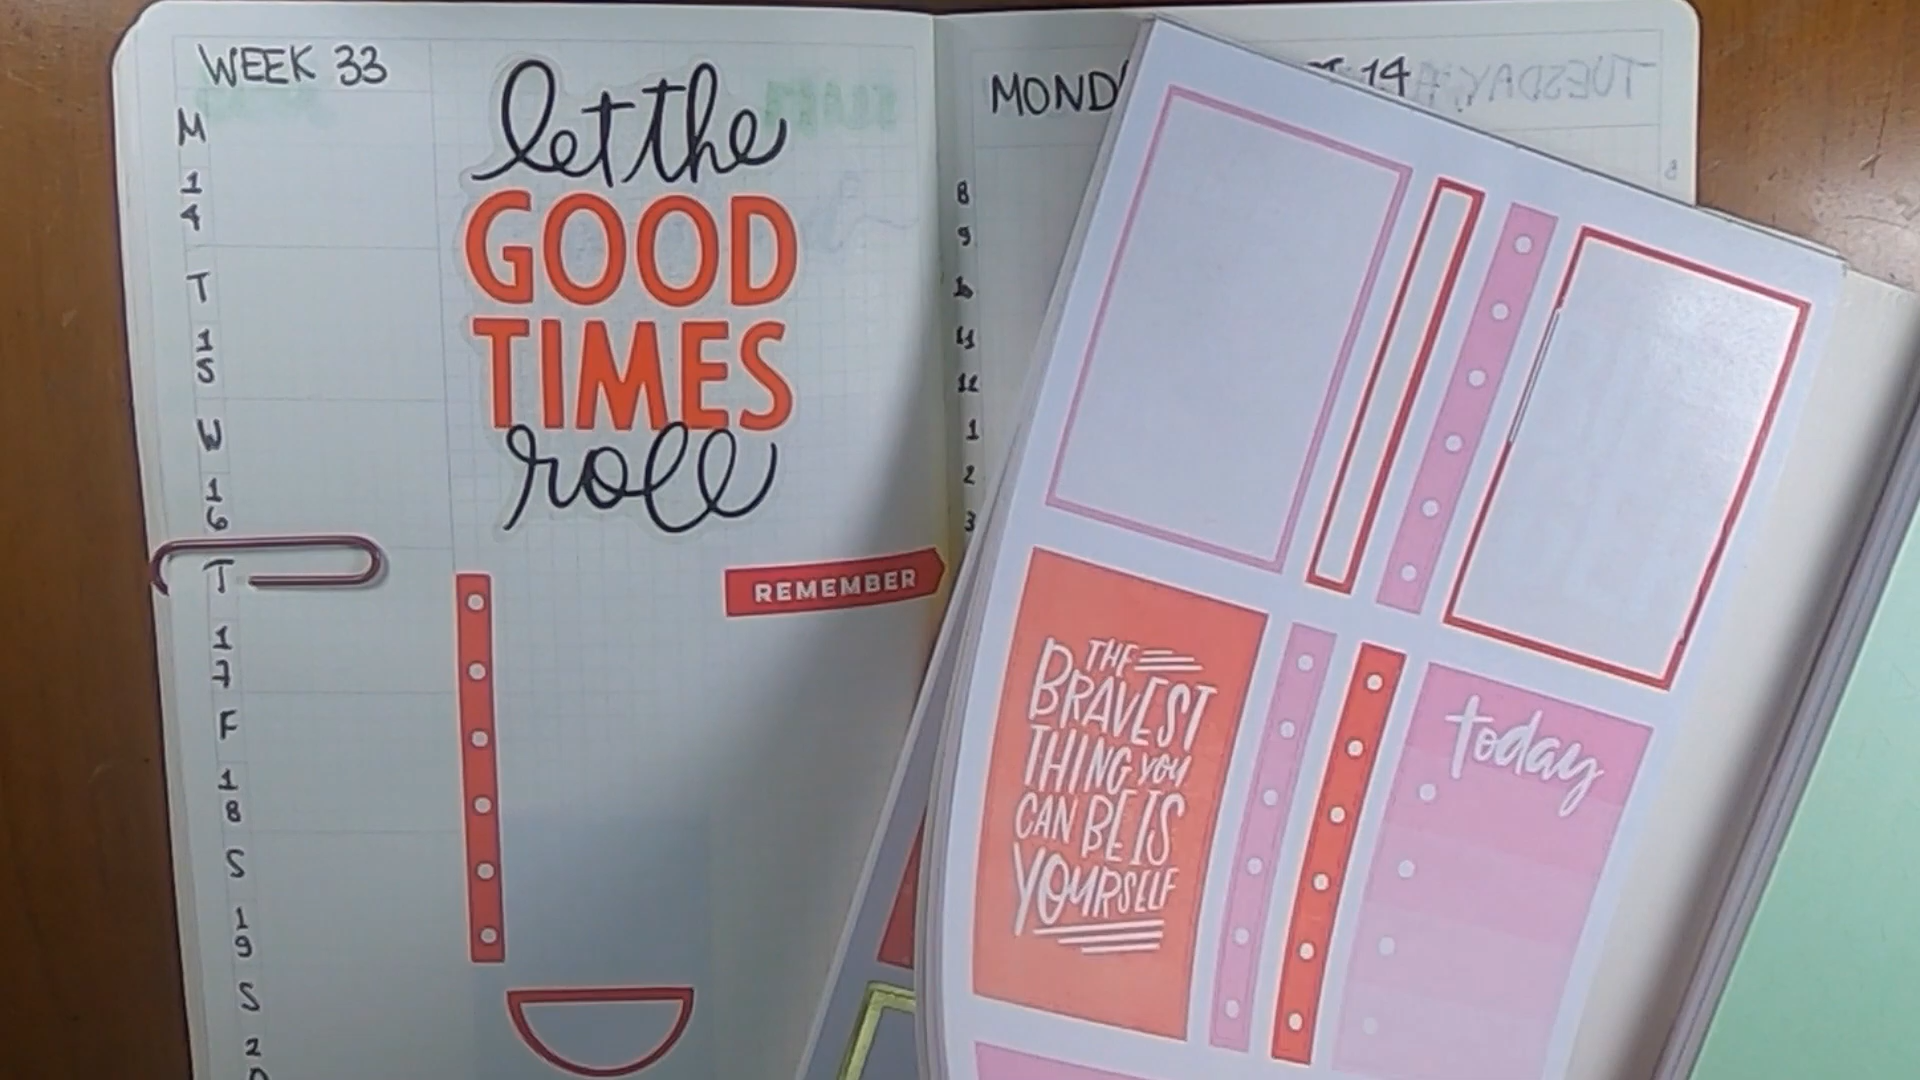 WEEK 33
let the
GOOD
TIMES
roll
REMEMBER
M
1
4
T
1
5
W
1
6
T
1
7
F
1
8
S
1
9
S
2
0
MOND
14
TUESDAY
8
9
10
11
12
1
2
3
THE
BRAVEST
THING YOU
CAN BE IS
YOURSELF
today